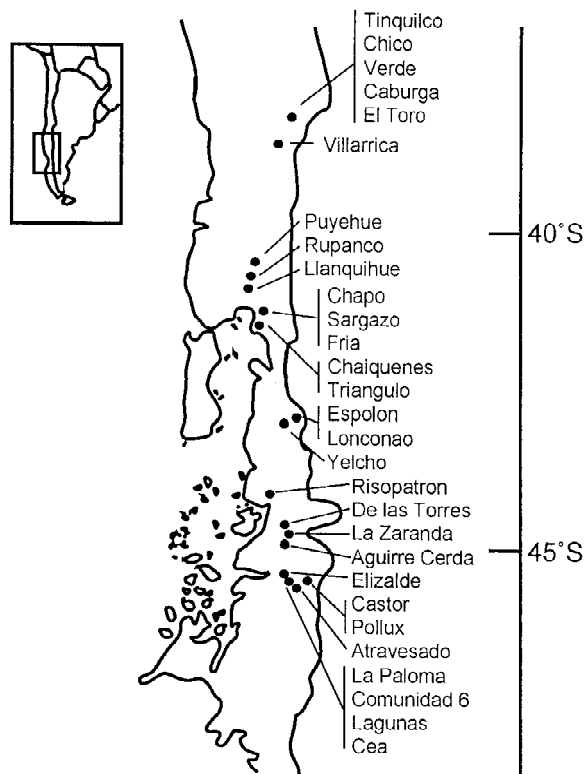 Tinquilco
Chico
Verde
Caburga
El Toro
Villarrica
40°S
Puyehue
Rupanco
Llanquihue
Chapo
Sargazo
Fria
Chaiquenes
Triangulo
Espolon
Lonconao
Yelcho
Risopatron
De las Torres
La Zaranda
45°S
Aguirre Cerda
Elizalde
Castor
Pollux
Atravesado
La Paloma
Comunidad 6
Lagunas
Cea